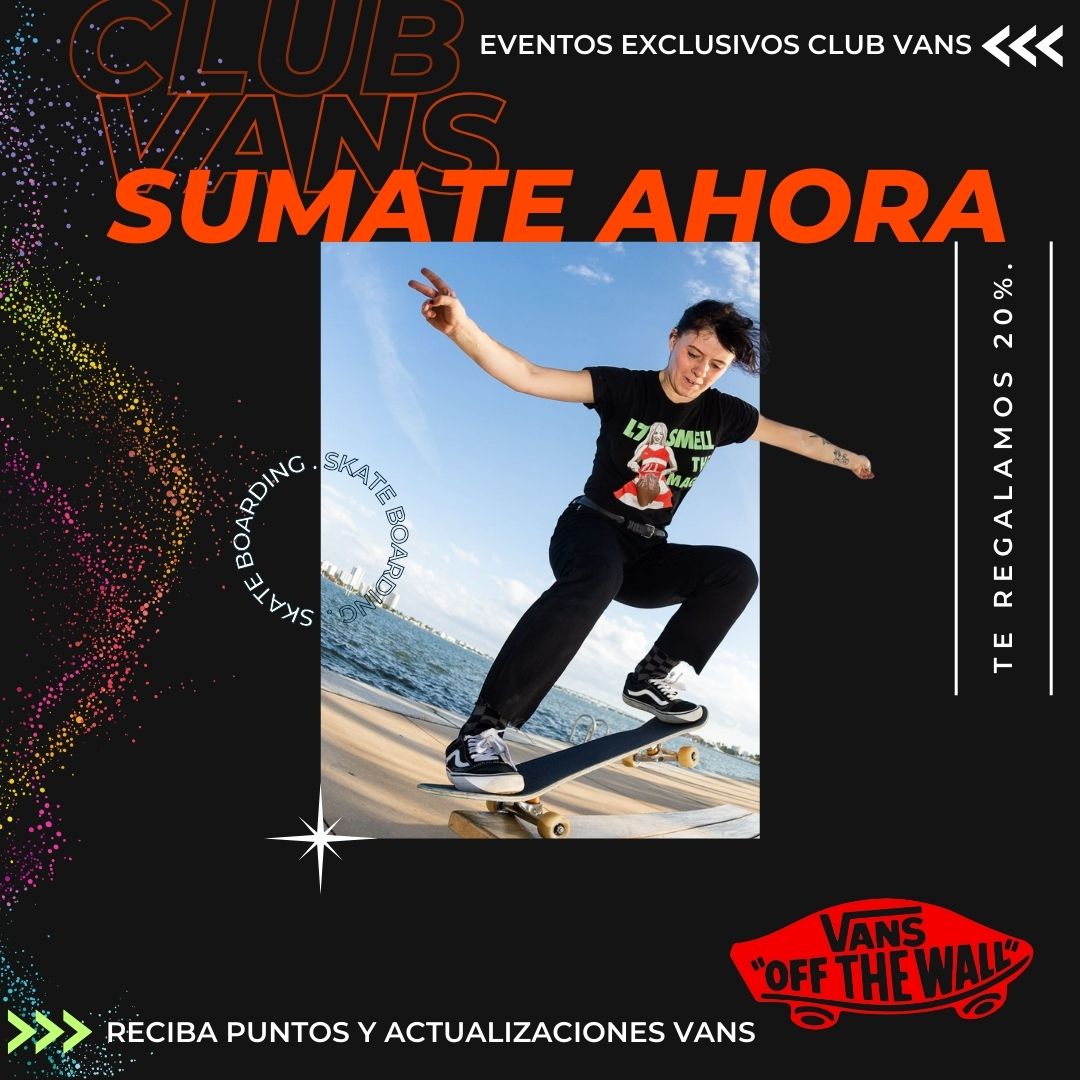 CLUB
VANS
EVENTOS EXCLUSIVOS CLUB VANS
SUMATE AHORA
TE REGALAMOS 20%.
SKATE BOARDING . SKATE BOARDING .
L7 SMELL
VANS
"OFF THE WALL"
RECIBA PUNTOS Y ACTUALIZACIONES VANS